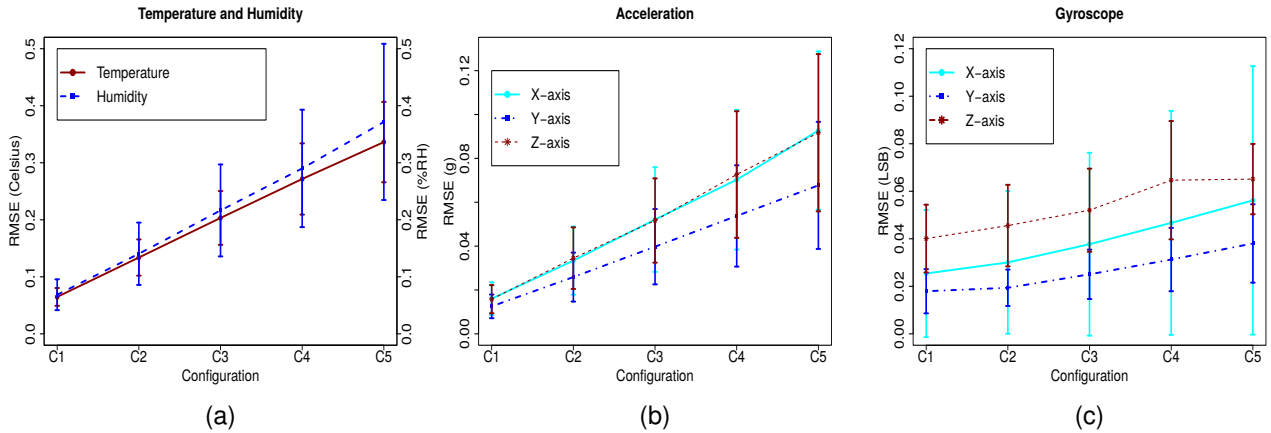 Temperature and Humidity
0.0 0.1 0.2 0.3 0.4 0.5
RMSE (Celsius)
Temperature
Humidity
0.0 0.1 0.2 0.3 0.4 0.5
RMSE (%RH)
C1 C2 C3 C4 C5
Configuration
(a)
Acceleration
0.00 0.04 0.08 0.12
RMSE (g)
X−axis
Y−axis
Z−axis
C1 C2 C3 C4 C5
Configuration
(b)
Gyroscope
0.00 0.02 0.04 0.06 0.08 0.10 0.12
RMSE (LSB)
X−axis
Y−axis
Z−axis
C1 C2 C3 C4 C5
Configuration
(c)